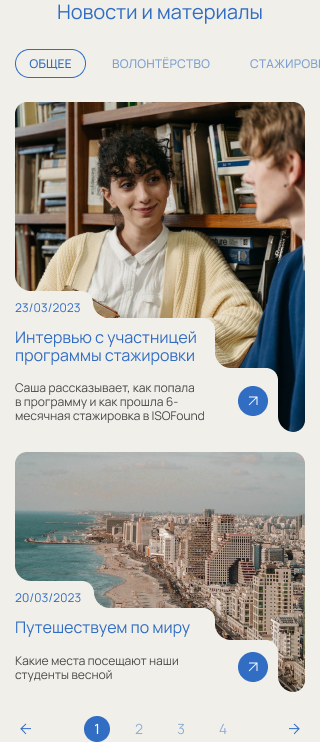 Новости и материалы
ОБЩЕЕ ВОЛОНТЁРСТВО СТАЖИРОВ
23/03/2023
Интервью с участницей
программы стажировки
Саша рассказывает, как попала
в программу и как прошла 6-
месячная стажировка в ISOFound
20/03/2023
Путешествуем по миру
Какие места посещают наши
студенты весной
← 1 2 3 4 →